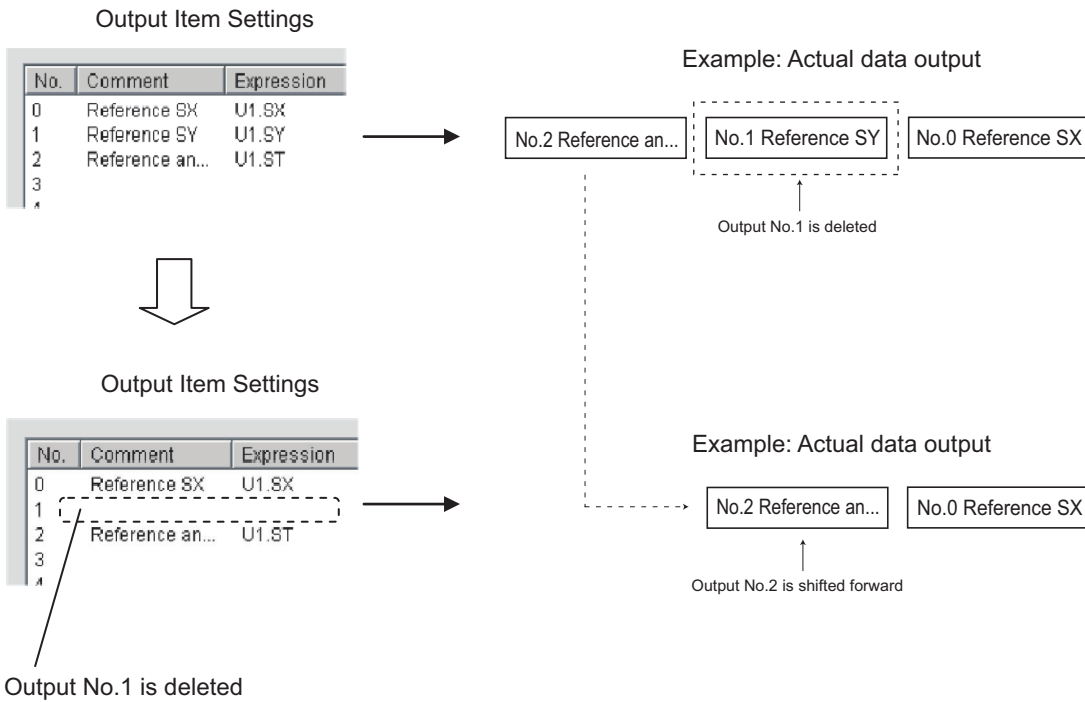 Output Item Settings
No. Comment Expression
0 Reference SX U1.SX
1 Reference SY U1.SY
2 Reference an... U1.ST
3
4
Example: Actual data output
No.2 Reference an... No.1 Reference SY No.0 Reference SX
Output No.1 is deleted
Output Item Settings
No. Comment Expression
0 Reference SX U1.SX
1
2 Reference an... U1.ST
3
4
Output No.1 is deleted
Example: Actual data output
No.2 Reference an... No.0 Reference SX
Output No.2 is shifted forward